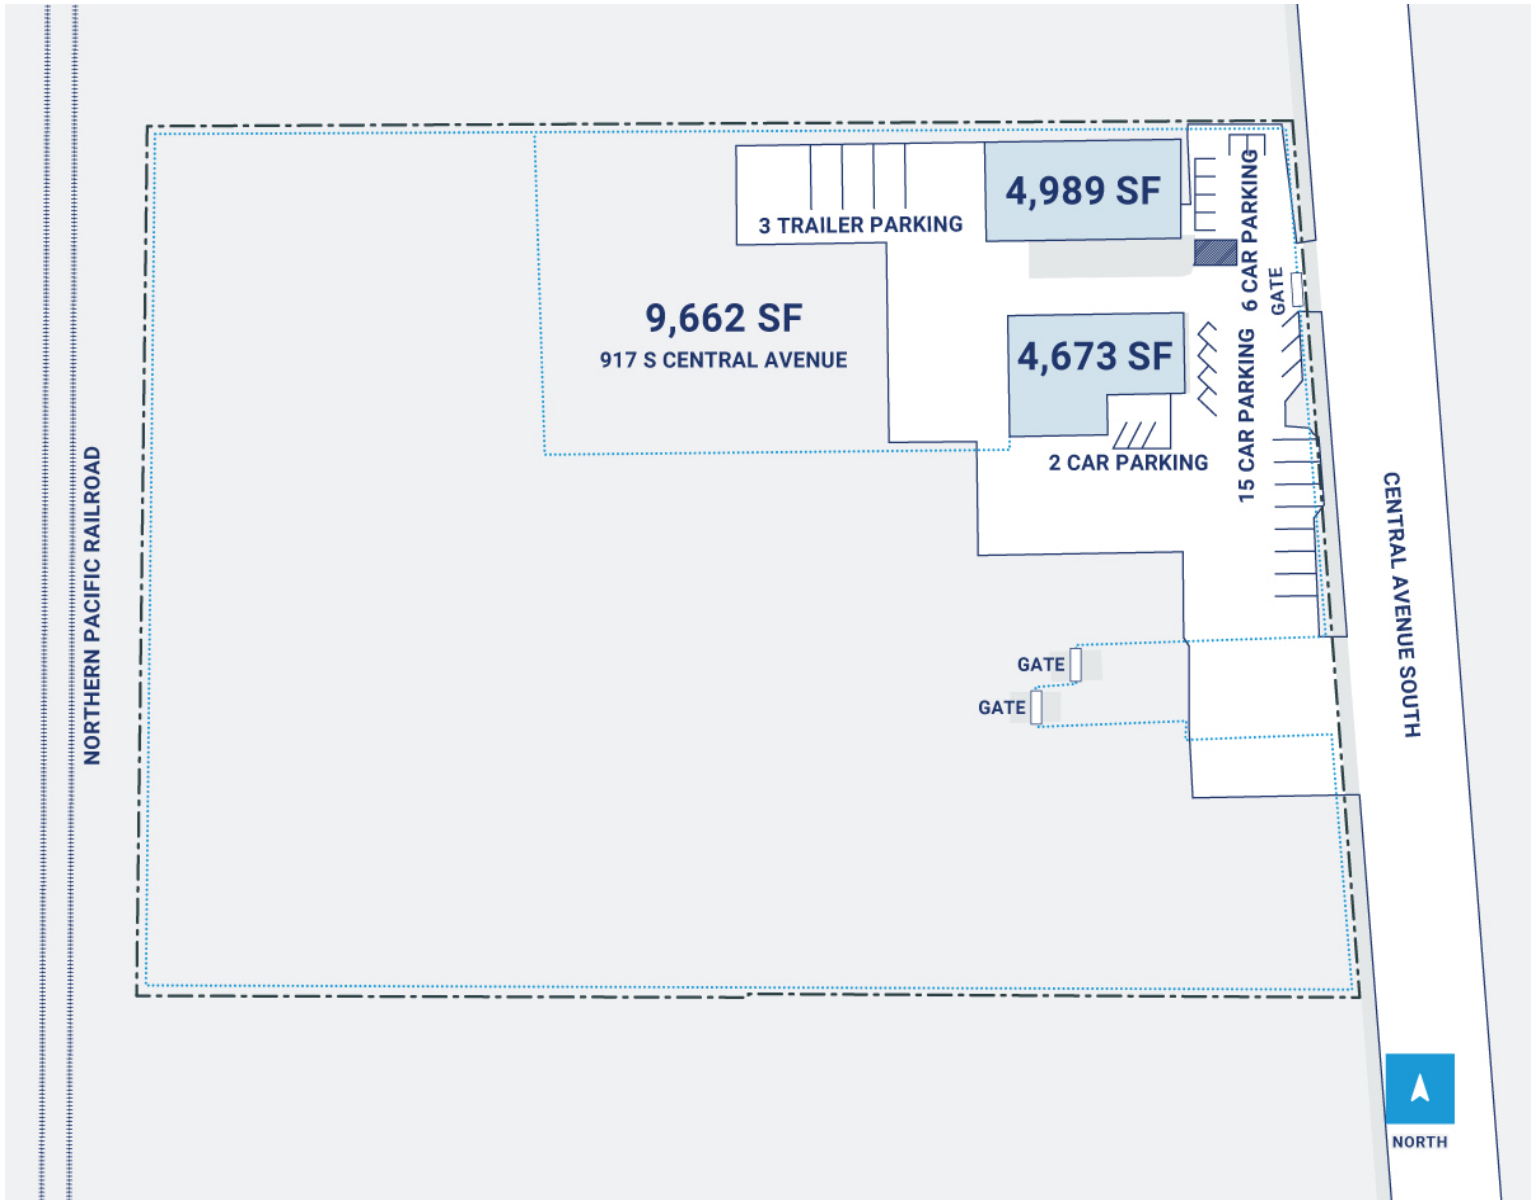 4,989 SF
3 TRAILER PARKING
6 CAR PARKING
GATE
9,662 SF
917 S CENTRAL AVENUE
4,673 SF
15 CAR PARKING
2 CAR PARKING
NORTHERN PACIFIC RAILROAD
CENTRAL AVENUE SOUTH
GATE
GATE
NORTH